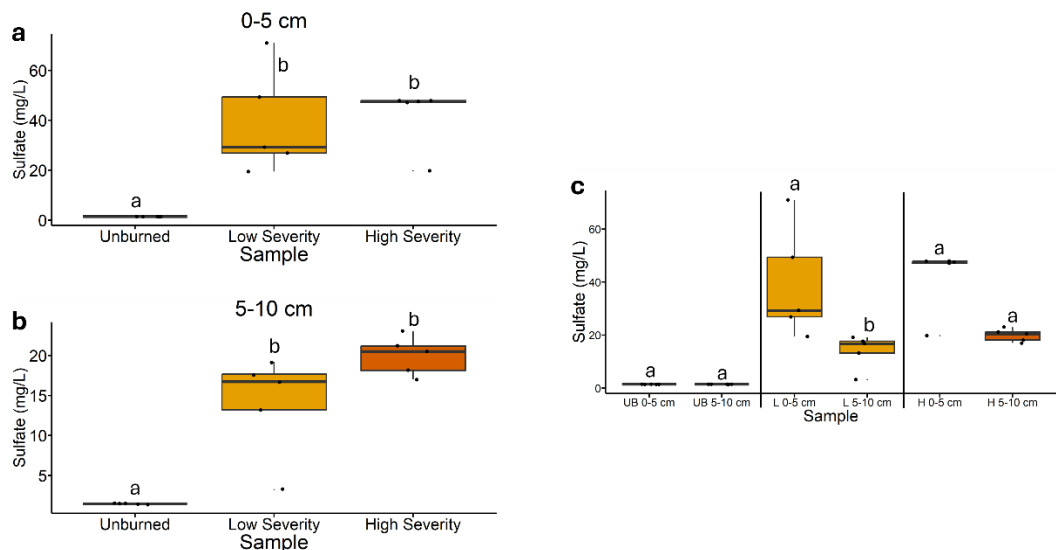 a
0-5 cm
Sulfate (mg/L)
60
40
20
0
a
b
b
Unburned Low Severity High Severity
Sample
b
5-10 cm
Sulfate (mg/L)
20
15
10
5
a
b
b
Unburned Low Severity High Severity
Sample
c
Sulfate (mg/L)
60
40
20
0
a
a
a
b
a
a
UB 0-5 cm UB 5-10 cm L 0-5 cm L 5-10 cm H 0-5 cm H 5-10 cm
Sample